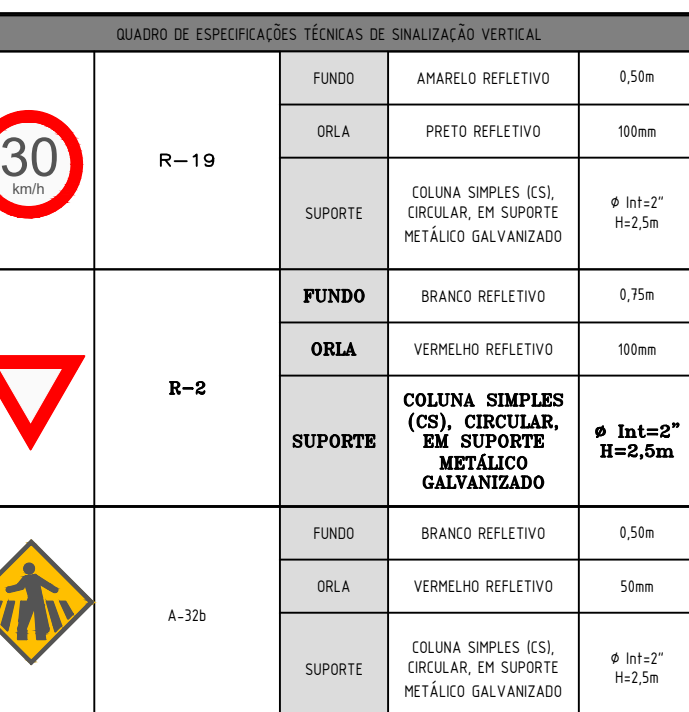 QUADRO DE ESPECIFICAÇÕES TÉCNICAS DE SINALIZAÇÃO VERTICAL
30
km/h
R-19
FUNDO
AMARELO REFLETIVO
0,50m
ORLA
PRETO REFLETIVO
100mm
SUPORTE
COLUNA SIMPLES (CS),
CIRCULAR, EM SUPORTE
METÁLICO GALVANIZADO
ø Int=2"
H=2,5m
R-2
FUNDO
BRANCO REFLETIVO
0,75m
ORLA
VERMELHO REFLETIVO
100mm
SUPORTE
COLUNA SIMPLES
(CS), CIRCULAR,
EM SUPORTE
METÁLICO
GALVANIZADO
ø Int=2"
H=2,5m
A-32b
FUNDO
BRANCO REFLETIVO
0,50m
ORLA
VERMELHO REFLETIVO
50mm
SUPORTE
COLUNA SIMPLES (CS),
CIRCULAR, EM SUPORTE
METÁLICO GALVANIZADO
ø Int=2"
H=2,5m